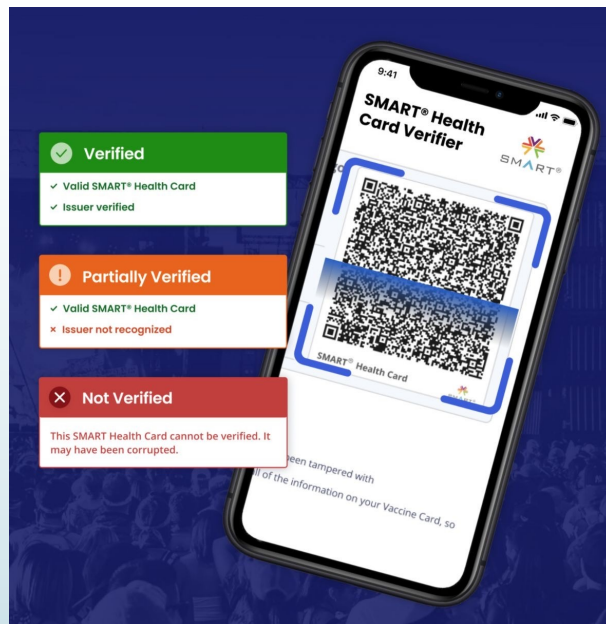 Verified
✓ Valid SMART® Health Card
✓ Issuer verified
! Partially Verified
✓ Valid SMART® Health Card
× Issuer not recognized
Not Verified
This SMART Health Card cannot be verified. It
may have been corrupted.
9:41
SMART® Health
Card Verifier
SMART®
SMART® Health Card
been tampered with
of the information on your Vaccine Card, so